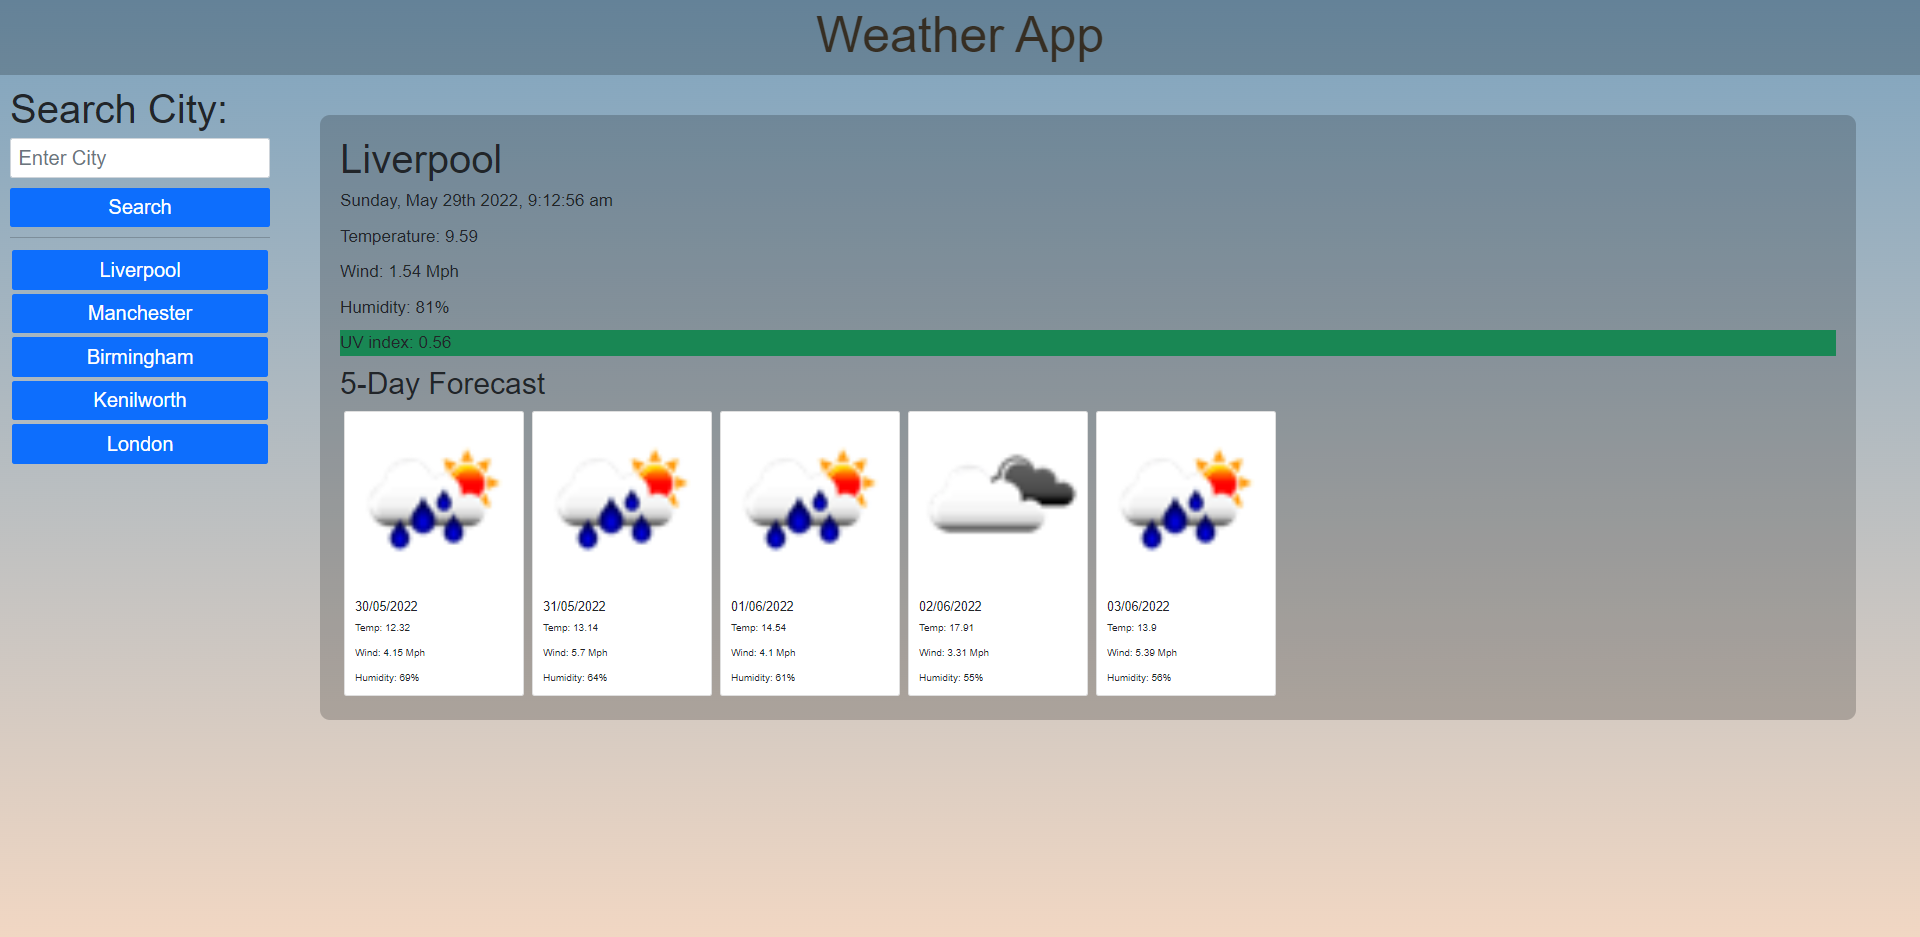 Weather App
Search City:
Enter City
Search
Liverpool
Manchester
Birmingham
Kenilworth
London
Liverpool
Sunday, May 29th 2022, 9:12:56 am
Temperature: 9.59
Wind: 1.54 Mph
Humidity: 81%
UV index: 0.56
5-Day Forecast
30/05/2022
Temp: 12.32
Wind: 4.15 Mph
Humidity: 69%
31/05/2022
Temp: 13.14
Wind: 5.7 Mph
Humidity: 64%
01/06/2022
Temp: 14.54
Wind: 4.1 Mph
Humidity: 61%
02/06/2022
Temp: 17.91
Wind: 3.31 Mph
Humidity: 55%
03/06/2022
Temp: 13.9
Wind: 5.39 Mph
Humidity: 56%